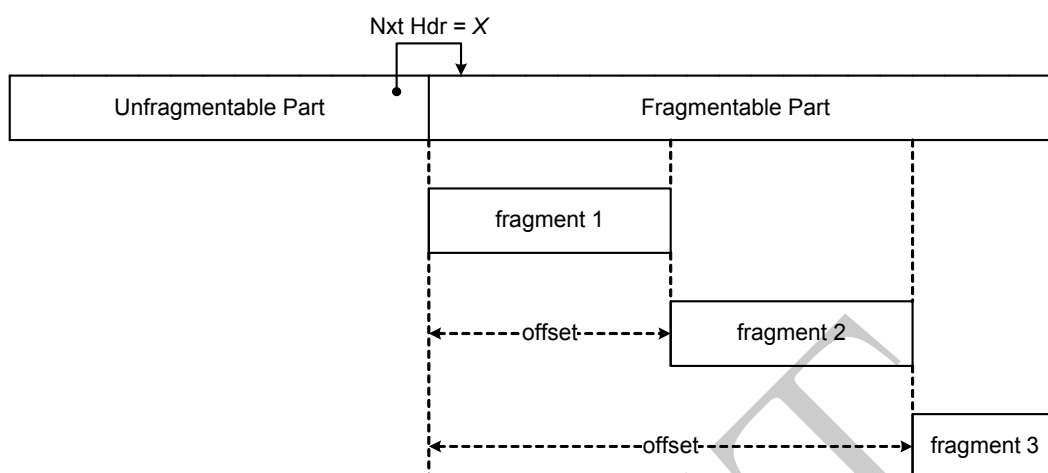 Nxt Hdr = X
Unfragmentable Part
Fragmentable Part
fragment 1
offset
fragment 2
offset
fragment 3